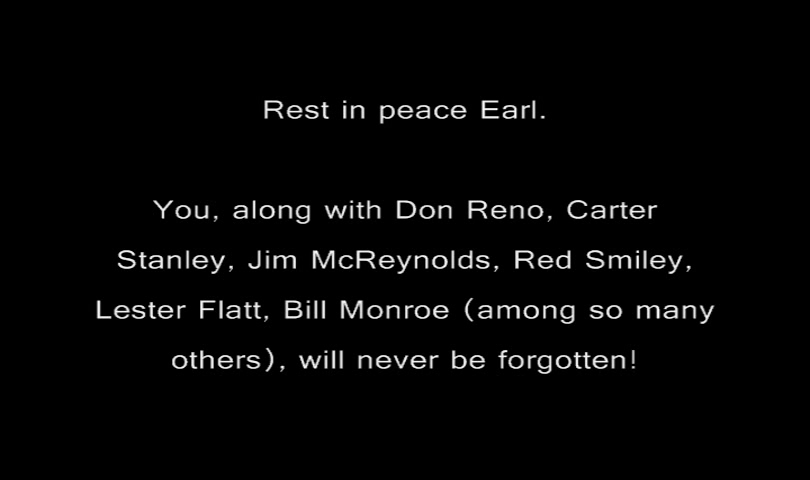 Rest in peace Earl.
You, along with Don Reno, Carter
Stanley, Jim McReynolds, Red Smiley,
Lester Flatt, Bill Monroe (among so many
others), will never be forgotten!